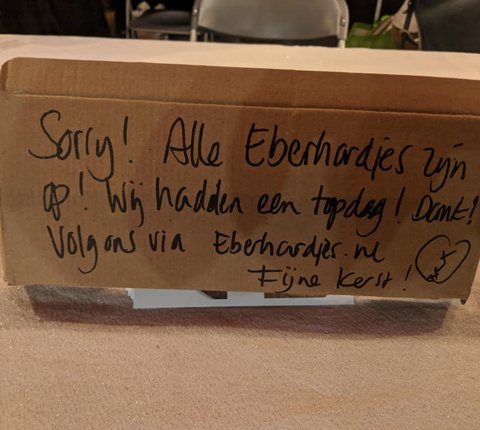 Sorry! Alle Eberhardjes zijn
op! Wij hadden een topdag! Dank!
Volg ons via Eberhardjes.nl
Fijne Kerst!